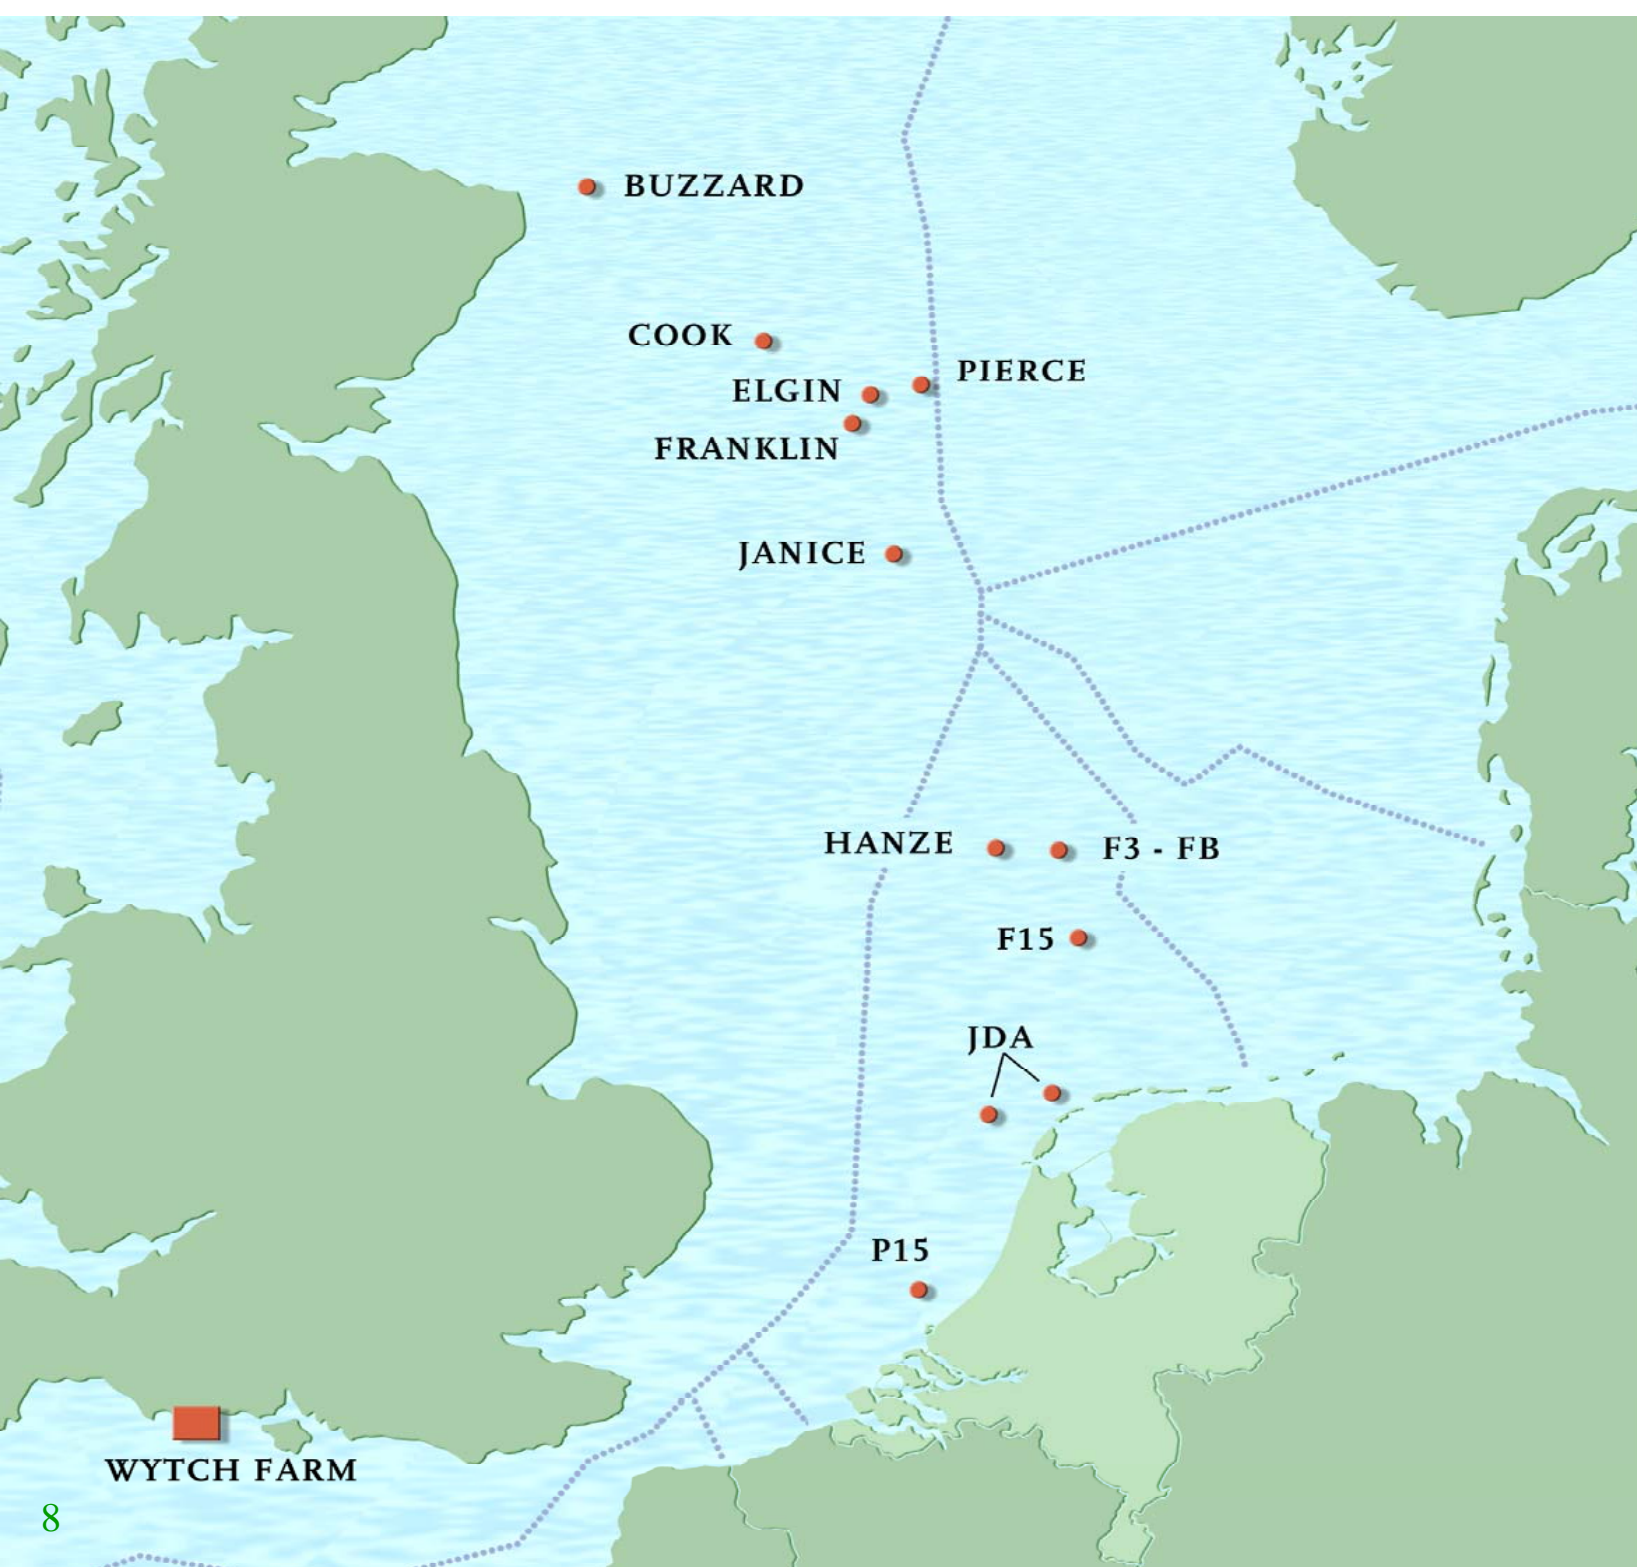 BUZZARD
COOK
PIERCE
ELGIN
FRANKLIN
JANICE
HANZE
F3 - FB
F15
JDA
P15
WYTCH FARM
8